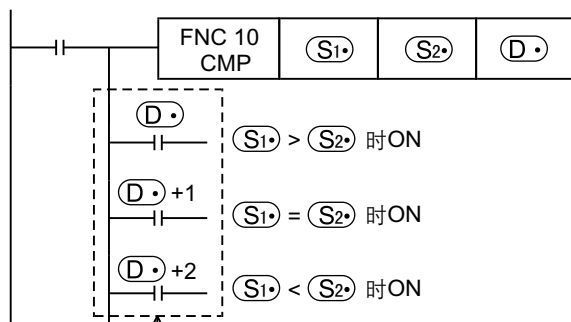 FNC 10
CMP
S1• S2• D •
D •
S1• > S2• 时ON
D • +1
S1• = S2• 时ON
D • +2
S1• < S2• 时ON